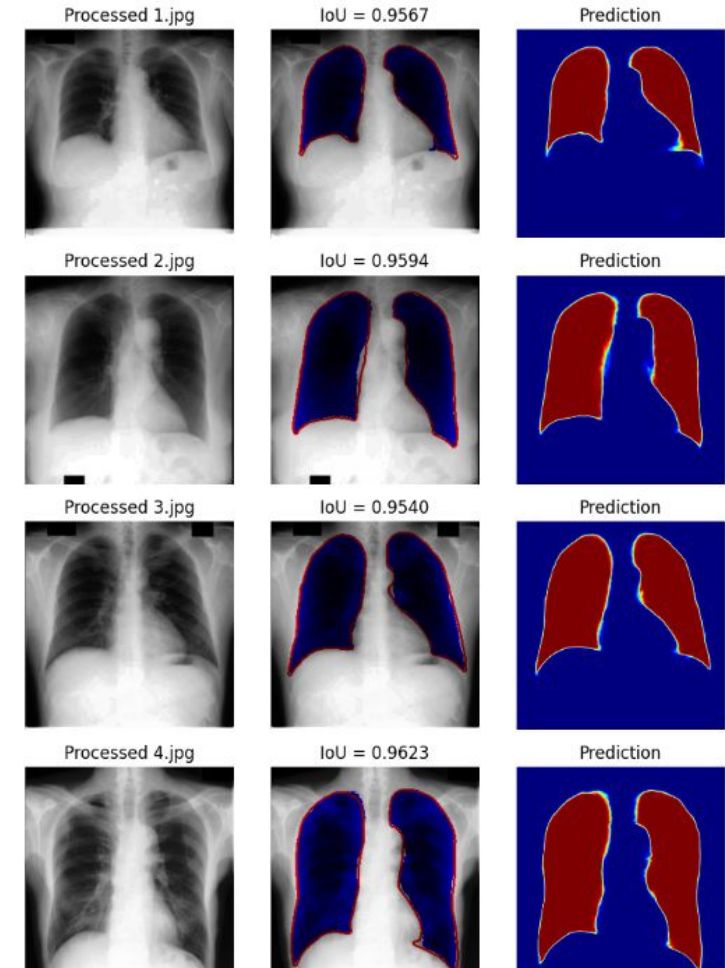 Processed 1.jpg IoU = 0.9567 Prediction
Processed 2.jpg IoU = 0.9594 Prediction
Processed 3.jpg IoU = 0.9540 Prediction
Processed 4.jpg IoU = 0.9623 Prediction